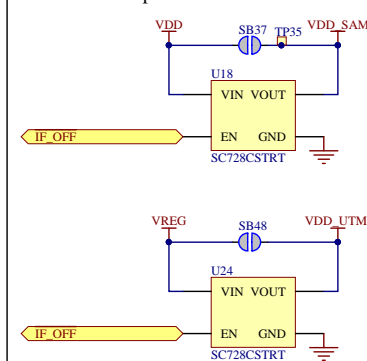 VDD SB37 TP35 VDD_SAM
U18
VIN VOUT
IF_OFF EN GND
SC728CSTRT
VREG SB48 VDD_UTM
U24
VIN VOUT
IF_OFF EN GND
SC728CSTRT